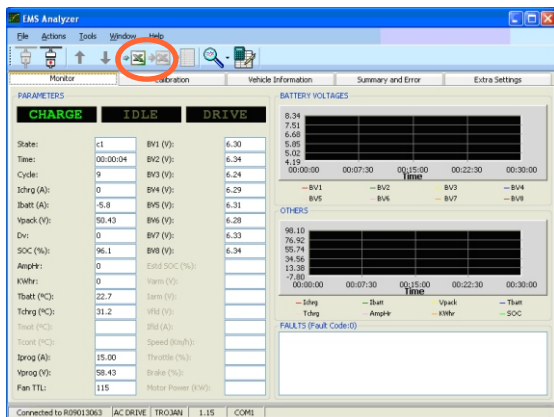 EMS Analyzer
File Actions Tools Window Help
Monitor Calibration Vehicle Information Summary and Error Extra Settings
PARAMETERS
CHARGE IDLE DRIVE
State: c1 BV1 (V): 6.30
Time: 00:00:04 BV2 (V): 6.34
Cycle: 9 BV3 (V): 6.24
Ichrg (A): 0 BV4 (V): 6.29
Ibatt (A): -5.8 BV5 (V): 6.31
Vpack (V): 50.43 BV6 (V): 6.28
Dv: 0 BV7 (V): 6.33
SOC (%): 96.1 BV8 (V): 6.34
AmpHr: 0 Estd SOC (%):
KWhr: 0 Varm (V):
Tbatt (ºC): 22.7 Iarm (V):
Tchrg (ºC): 31.2 Vfld (V):
Tmot (ºC): Ifld (A):
Tcont (ºC): Speed (Km/h):
Iprog (A): 15.00 Throttle (%):
Vprog (V): 58.43 Brake (%):
Fan TTL: 115 Motor Power (KW):
BATTERY VOLTAGES
8.34
7.51
6.68
5.85
5.02
4.19
00:00:00 00:07:30 00:15:00 00:22:30 00:30:00
Time
BV1 BV2 BV3 BV4
BV5 BV6 BV7 BV8
OTHERS
98.10
76.92
55.74
34.56
13.38
-7.80
00:00:00 00:07:30 00:15:00 00:22:30 00:30:00
Time
Ichrg Ibatt Vpack Tbatt
Tchrg AmpHr KWhr SOC
FAULTS (Fault Code:0)
Connected to R09013063 AC DRIVE TROJAN 1.15 COM1